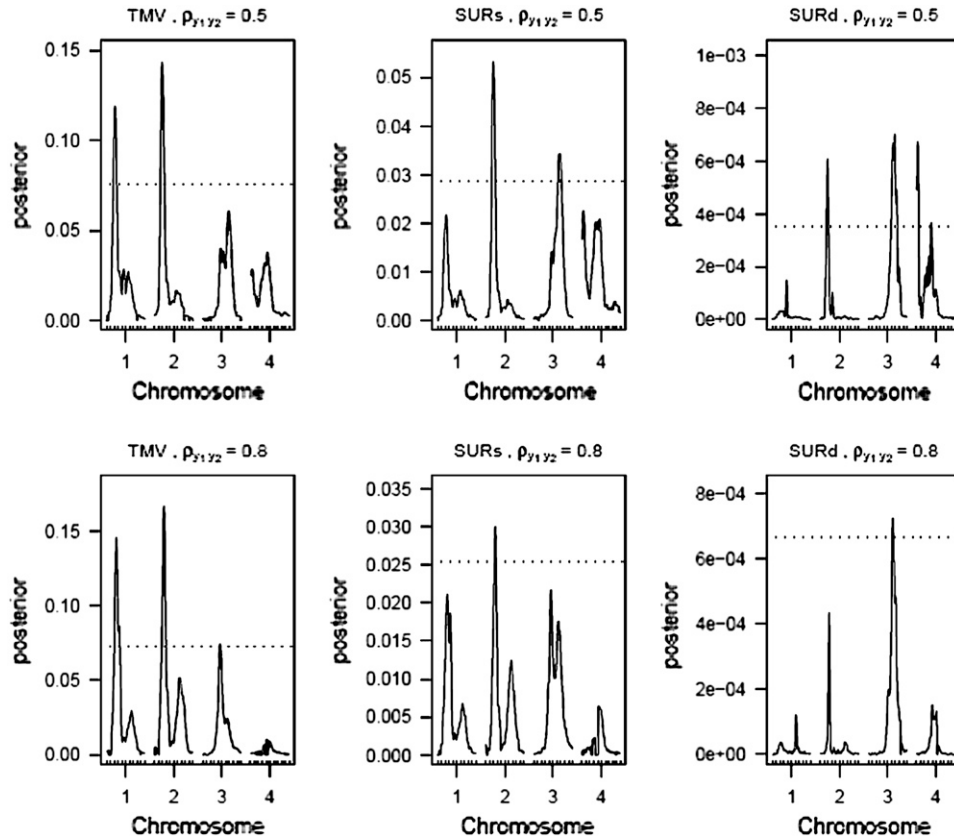 TMV . ρy₁y₂ = 0.5
SURs . ρy₁y₂ = 0.5
SURd . ρy₁y₂ = 0.5
posterior
0.15
0.10
0.05
0.00
1 2 3 4
Chromosome
posterior
0.05
0.04
0.03
0.02
0.01
0.00
1 2 3 4
Chromosome
posterior
1e-03
8e-04
6e-04
4e-04
2e-04
0e+00
1 2 3 4
Chromosome
TMV . ρy₁y₂ = 0.8
SURs . ρy₁y₂ = 0.8
SURd . ρy₁y₂ = 0.8
posterior
0.15
0.10
0.05
0.00
1 2 3 4
Chromosome
posterior
0.035
0.030
0.025
0.020
0.015
0.010
0.005
0.000
1 2 3 4
Chromosome
posterior
8e-04
6e-04
4e-04
2e-04
0e+00
1 2 3 4
Chromosome